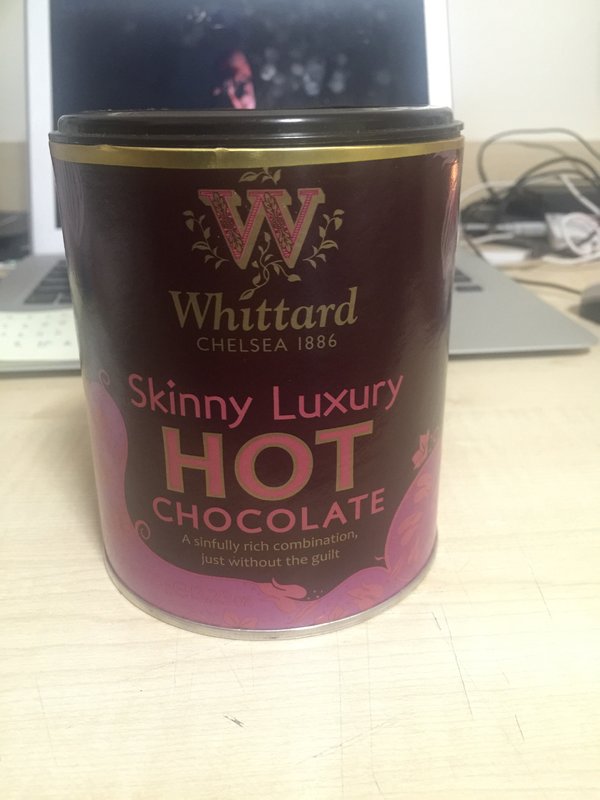 W
Whittard
CHELSEA 1886
Skinny Luxury
HOT
CHOCOLATE
A sinfully rich combination,
just without the guilt